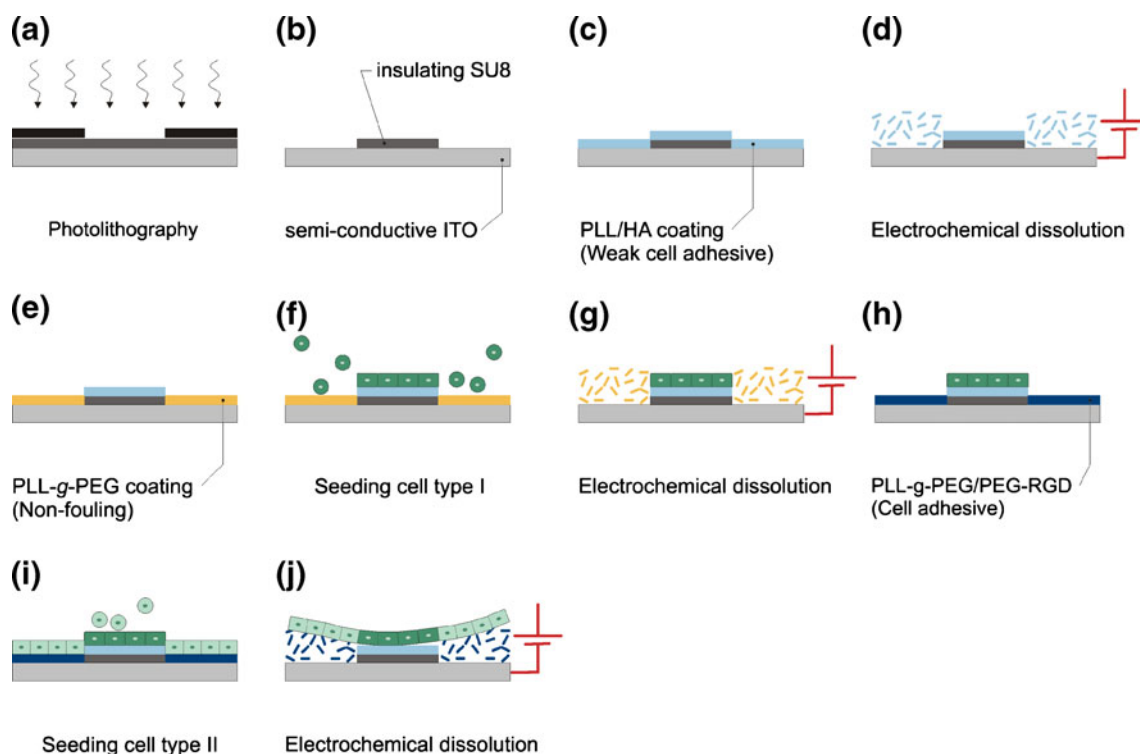 (a)
Photolithography
(b)
insulating SU8
semi-conductive ITO
(c)
PLL/HA coating
(Weak cell adhesive)
(d)
Electrochemical dissolution
(e)
PLL-g-PEG coating
(Non-fouling)
(f)
Seeding cell type I
(g)
Electrochemical dissolution
(h)
PLL-g-PEG/PEG-RGD
(Cell adhesive)
(i)
Seeding cell type II
(j)
Electrochemical dissolution